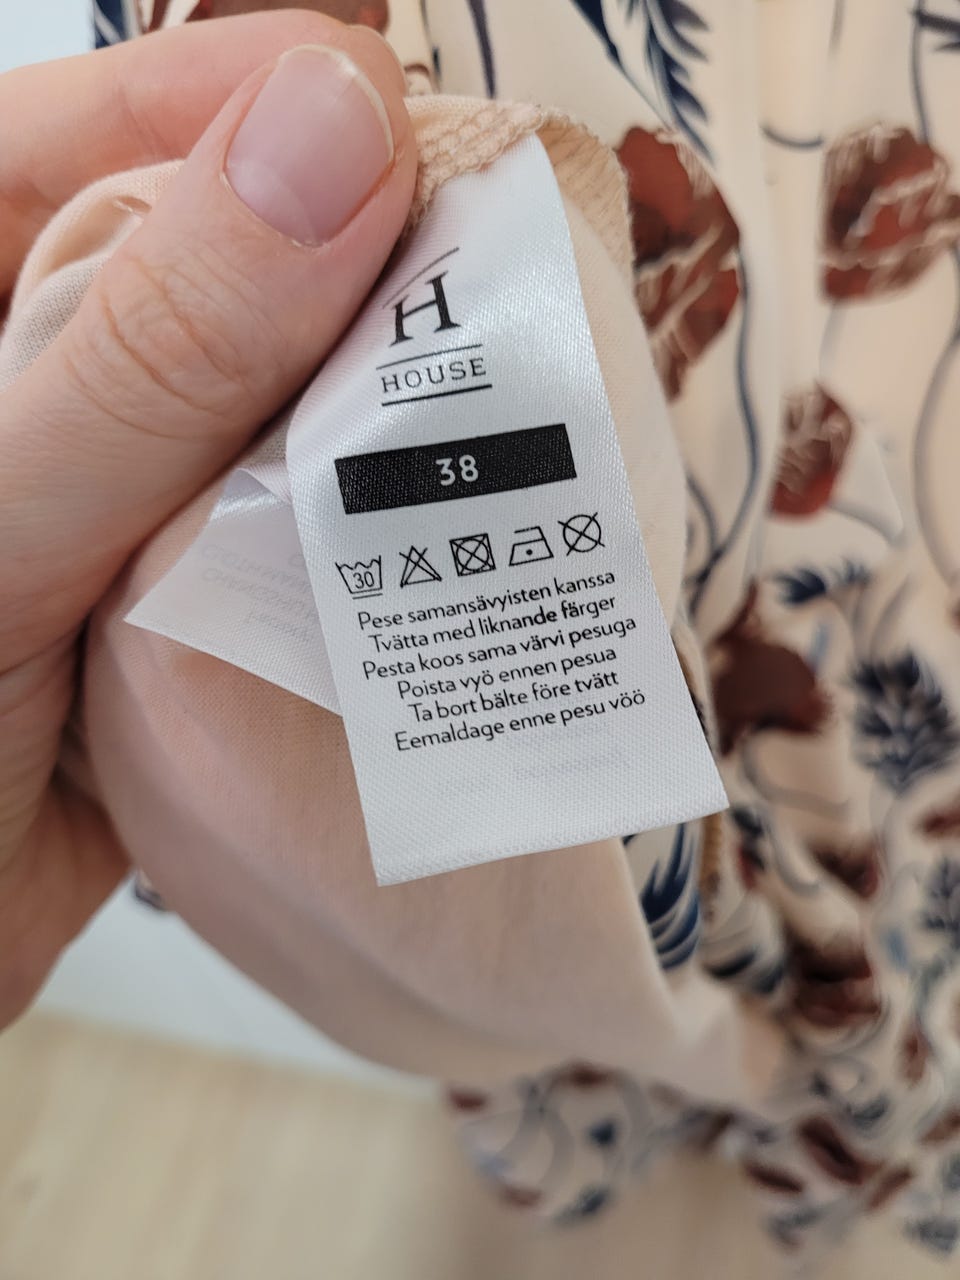 H
HOUSE
38
30
Pese samansävyisten kanssa
Tvätta med liknande färger
Pesta koos sama värvi pesuga
Poista vyö ennen pesua
Ta bort bälte före tvätt
Eemaldage enne pesu vöö